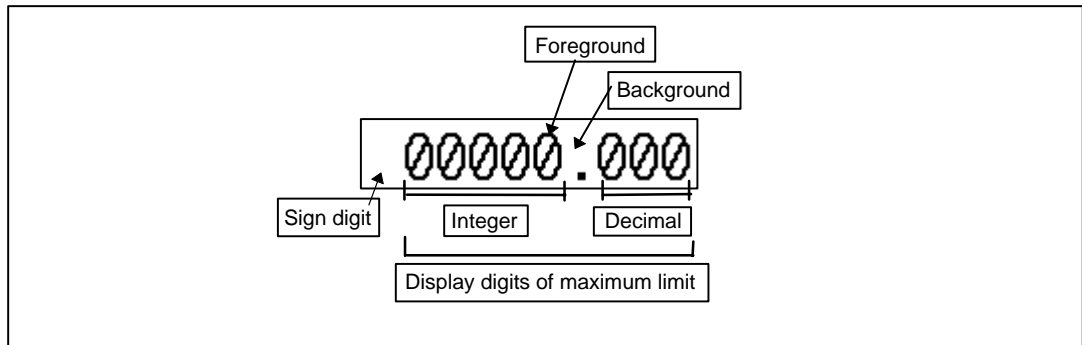 Foreground
Background
00000.000
Sign digit
Integer
Decimal
Display digits of maximum limit